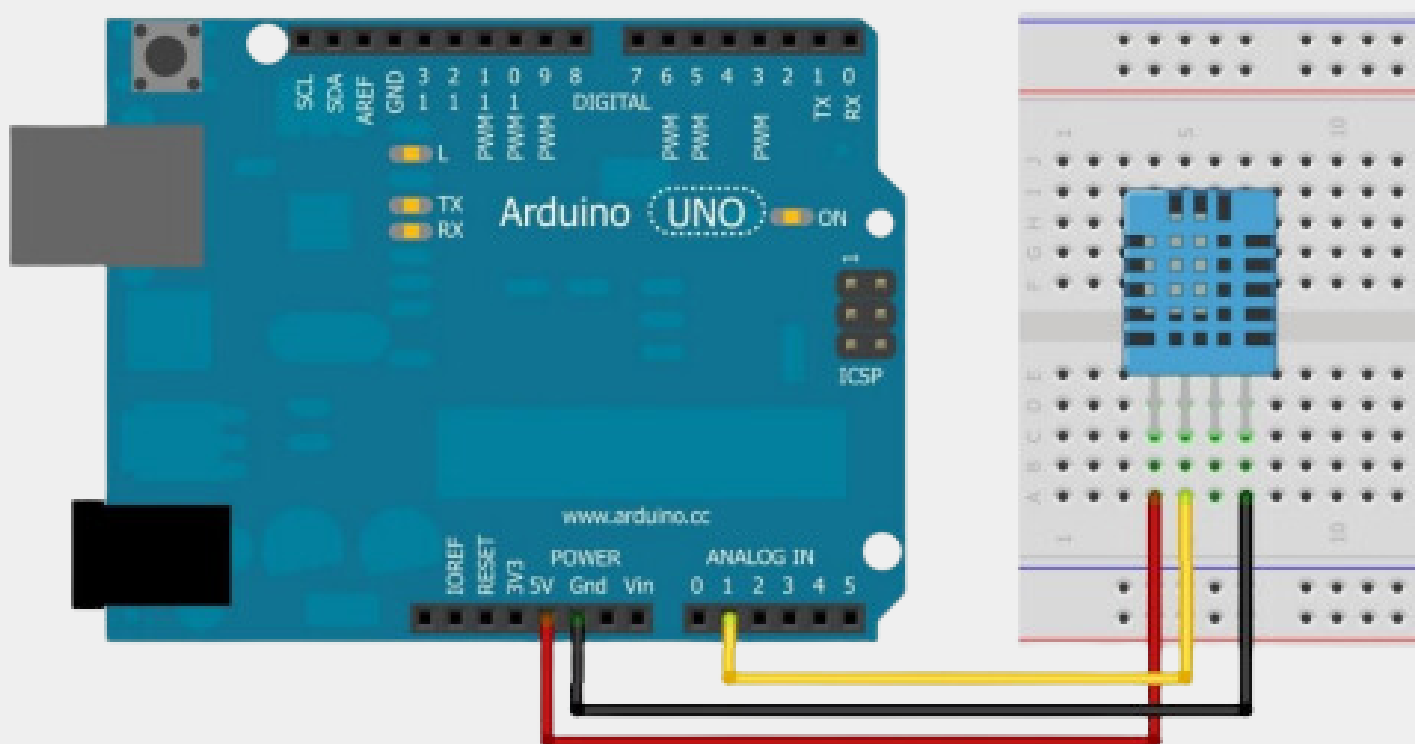 SCL SDA AREF GND 13 12 11 10 9 8 7 6 5 4 3 2 1 0
DIGITAL
PWM PWM PWM PWM PWM PWM TX RX
L
TX
RX
Arduino UNO ON
1
ICSP
www.arduino.cc
POWER ANALOG IN
IOREF RESET 3V3 5V Gnd Vin 0 1 2 3 4 5
1 5 10
J
I
H
G
F
E
D
C
B
A
1 10